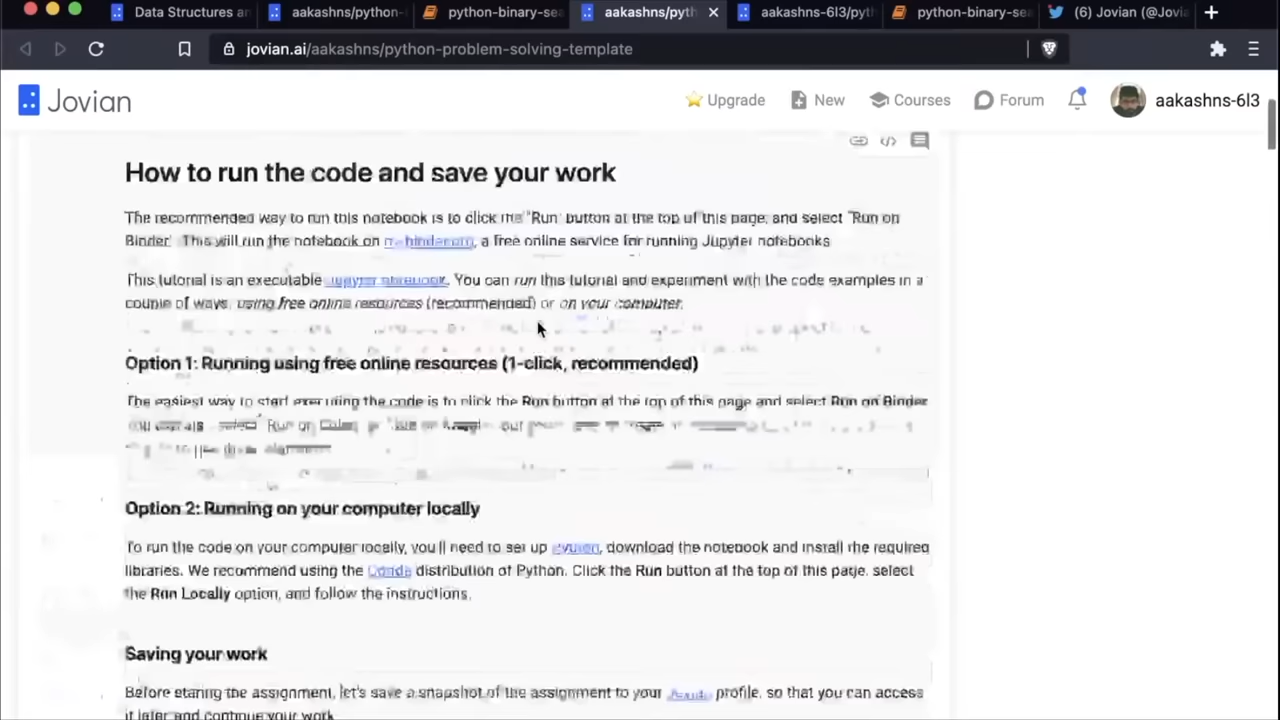 Data Structures an
aakashns/python-
python-binary-sea
aakashns/pyth
aakashns-6l3/pyth
python-binary-sea
(6) Jovian (@Jovia
jovian.ai/aakashns/python-problem-solving-template
Jovian
Upgrade
New
Courses
Forum
aakashns-6l3
How to run the code and save your work
The recommended way to run this notebook is to click the "Run" button at the top of this page, and select "Run on
Binder". This will run the notebook on mybinder.org, a free online service for running Jupyter notebooks
This tutorial is an executable Jupyter notebook. You can run this tutorial and experiment with the code examples in a
couple of ways: using free online resources (recommended) or on your computer.
Option 1: Running using free online resources (1-click, recommended)
The easiest way to start executing the code is to click the Run button at the top of this page and select Run on Binder
Option 2: Running on your computer locally
To run the code on your computer locally, you'll need to set up Python, download the notebook and install the required
libraries. We recommend using the Conda distribution of Python. Click the Run button at the top of this page, select
the Run Locally option, and follow the instructions.
Saving your work
Before staring the assignment, let's save a snapshot of the assignment to your Jovian profile, so that you can access
it later and continue your work